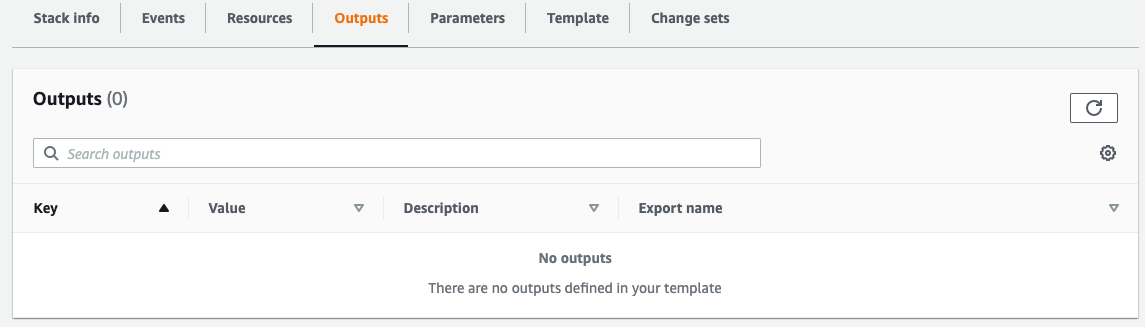 Stack info Events Resources Outputs Parameters Template Change sets
Outputs (0)
Search outputs
Key Value Description Export name
No outputs
There are no outputs defined in your template